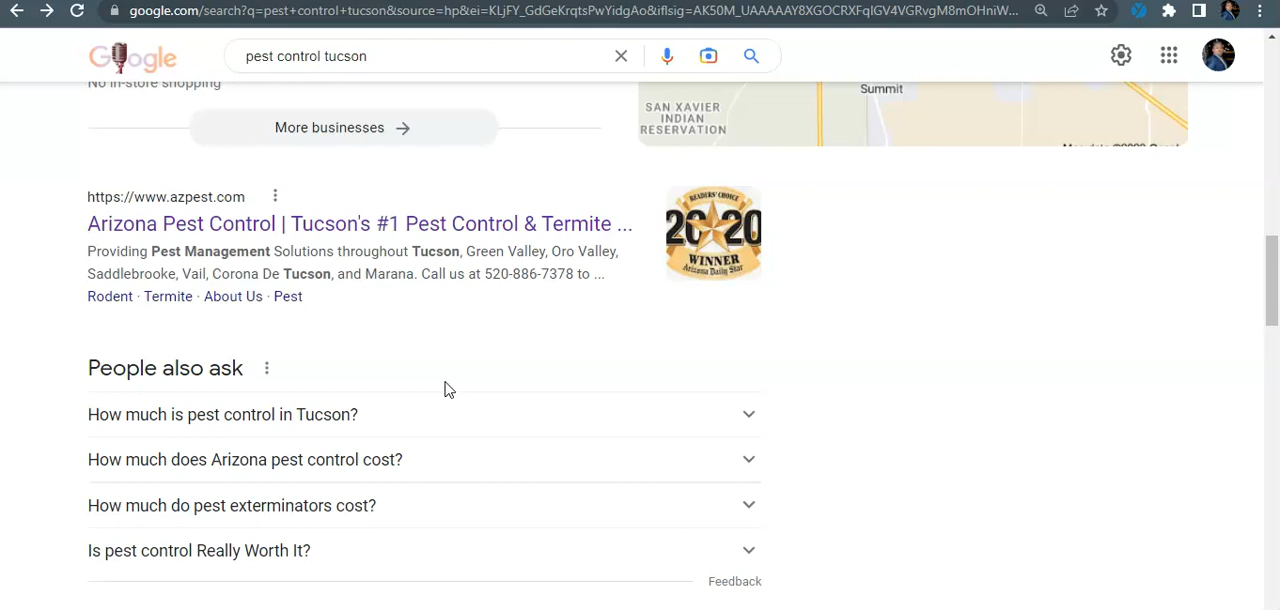 google.com/search?q=pest+control+tucson&source=hp&ei=KLjFY_GdGeKrqtsPwYidgAo&iflsig=AK50M_UAAAAAY8XGOCRXFqlGV4VGRvgM8mOHniW...
Google
pest control tucson
No in-store shopping
More businesses
Summit
SAN XAVIER
INDIAN
RESERVATION
https://www.azpest.com
Arizona Pest Control | Tucson's #1 Pest Control & Termite ...
Providing Pest Management Solutions throughout Tucson, Green Valley, Oro Valley,
Saddlebrooke, Vail, Corona De Tucson, and Marana. Call us at 520-886-7378 to ...
Rodent · Termite · About Us · Pest
READERS' CHOICE
2020
WINNER
Arizona Daily Star
People also ask
How much is pest control in Tucson?
How much does Arizona pest control cost?
How much do pest exterminators cost?
Is pest control Really Worth It?
Feedback